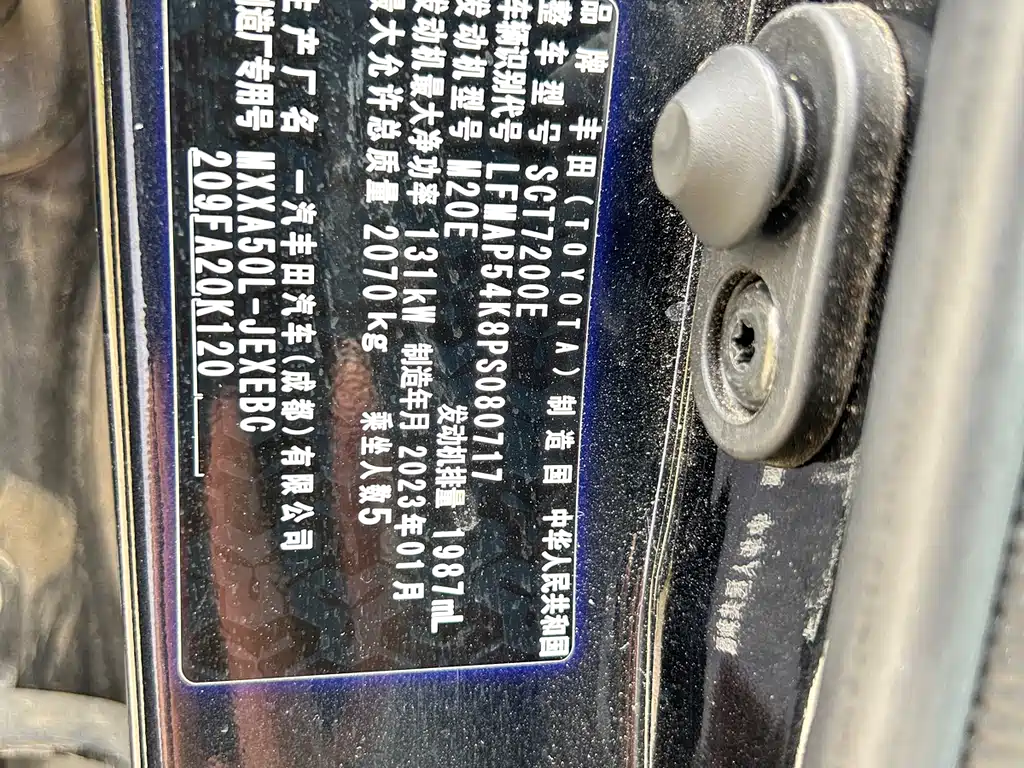 品牌 丰田(TOYOTA) 制造国 中华人民共和国
整车型号 SCT7200E
车辆识别代号 LFMAP54K8PS080717
发动机型号 M20E 发动机排量 1987mL
发动机最大净功率 131kW 制造年月 2023年01月
最大允许总质量 2070kg 乘坐人数5
生产厂名 一汽丰田汽车(成都)有限公司
制造厂专用号 MXXA50L-JEXEBC
209FA20K120